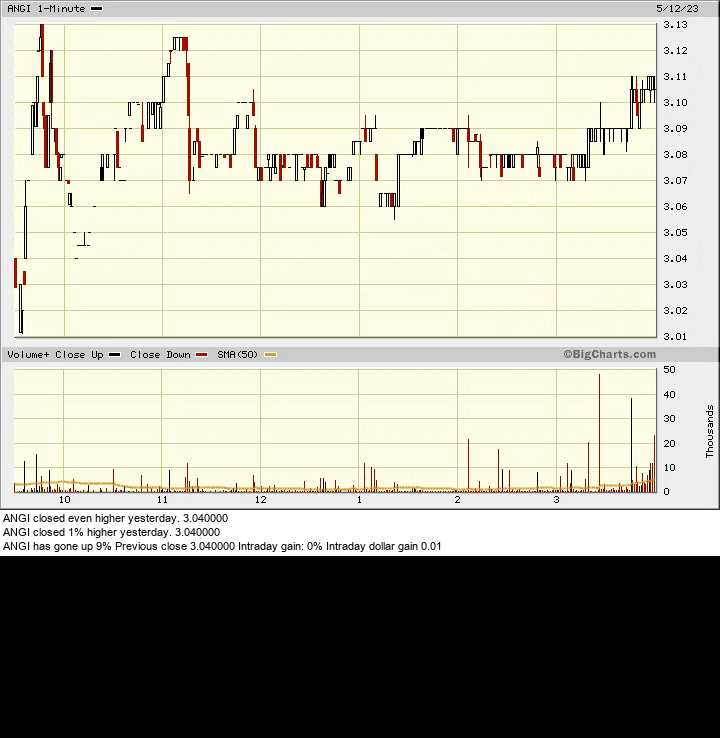 ANGI 1-Minute 5/12/23
3.13
3.12
3.11
3.10
3.09
3.08
3.07
3.06
3.05
3.04
3.03
3.02
3.01
10 11 12 1 2 3
Volume+ Close Up Close Down SMA(50) ©BigCharts.com
50
40
30
20
10
0
Thousands
10 11 12 1 2 3
ANGI closed even higher yesterday. 3.040000
ANGI closed 1% higher yesterday. 3.040000
ANGI has gone up 9% Previous close 3.040000 Intraday gain: 0% Intraday dollar gain 0.01